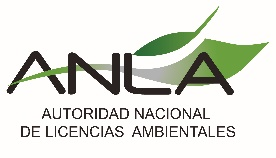 ANLA
AUTORIDAD NACIONAL
DE LICENCIAS AMBIENTALES